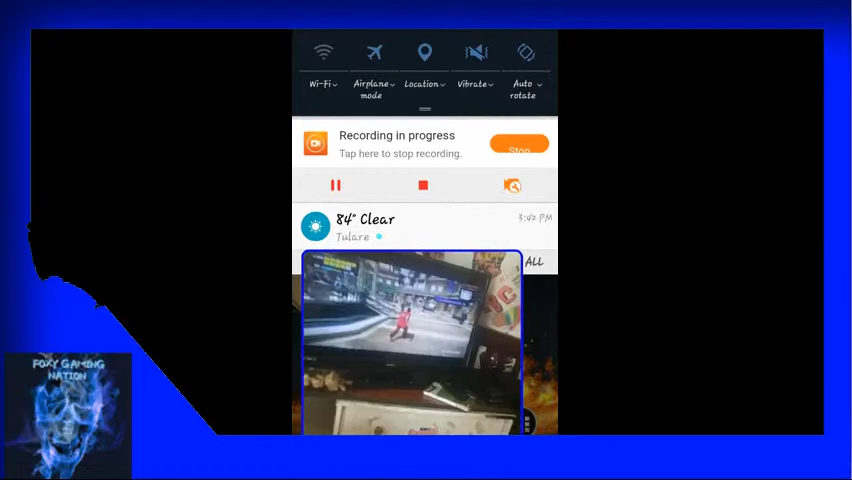 Wi-Fi
Airplane mode
Location
Vibrate
Auto rotate
Recording in progress
Tap here to stop recording.
Stop
84° Clear
3:42 PM
Tulare
ALL
FOXY GAMING
NATION